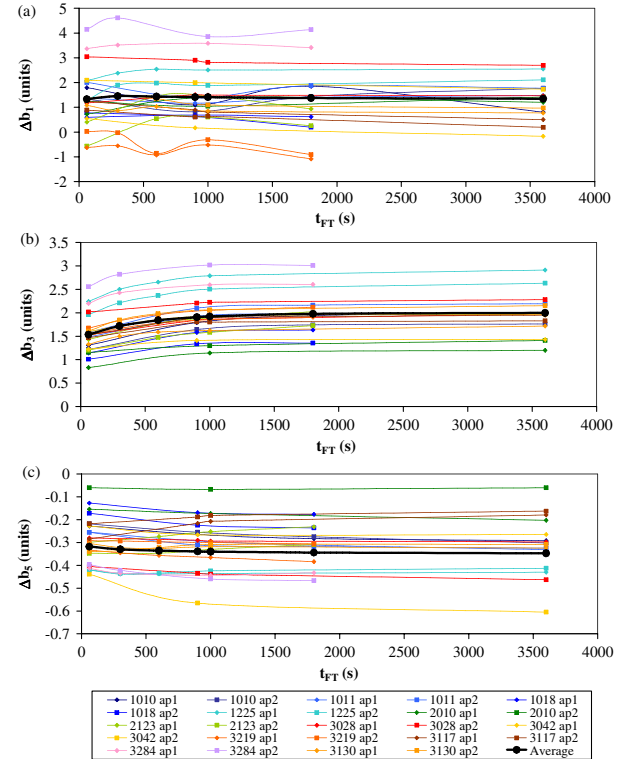 (a)
5
4
3
2
1
0
-1
-2
Δb1 (units)
0 500 1000 1500 2000 2500 3000 3500 4000
tFT (s)
(b)
3.5
3
2.5
2
1.5
1
0.5
0
Δb3 (units)
0 500 1000 1500 2000 2500 3000 3500 4000
tFT (s)
(c)
0
-0.1
-0.2
-0.3
-0.4
-0.5
-0.6
-0.7
Δb5 (units)
0 500 1000 1500 2000 2500 3000 3500 4000
tFT (s)
1010 ap1 1010 ap2 1011 ap1 1011 ap2 1018 ap1
1018 ap2 1225 ap1 1225 ap2 2010 ap1 2010 ap2
2123 ap1 2123 ap2 3028 ap1 3028 ap2 3042 ap1
3042 ap2 3219 ap1 3219 ap2 3117 ap1 3117 ap2
3284 ap1 3284 ap2 3130 ap1 3130 ap2 Average